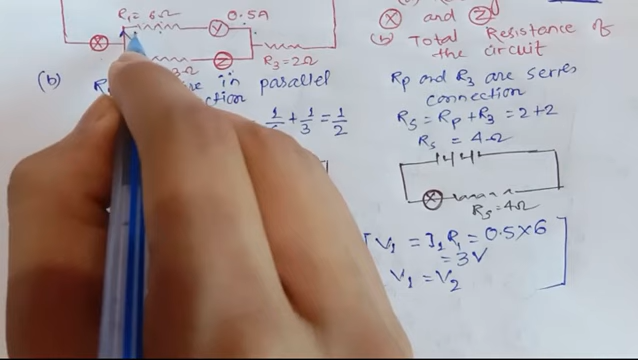 R₁ = 6Ω
Y
0.5A
X
Z
3Ω
R₃ = 2Ω
X and Z
(b) Total Resistance of
the circuit
(b)
in parallel
1/3 = 1/2
Rp and R₃ are series
connection
Rs = Rp + R₃ = 2+2
Rs = 4Ω
X
Rs = 4Ω
V₁ = I₁ R₁ = 0.5×6
= 3V
V₁ = V₂